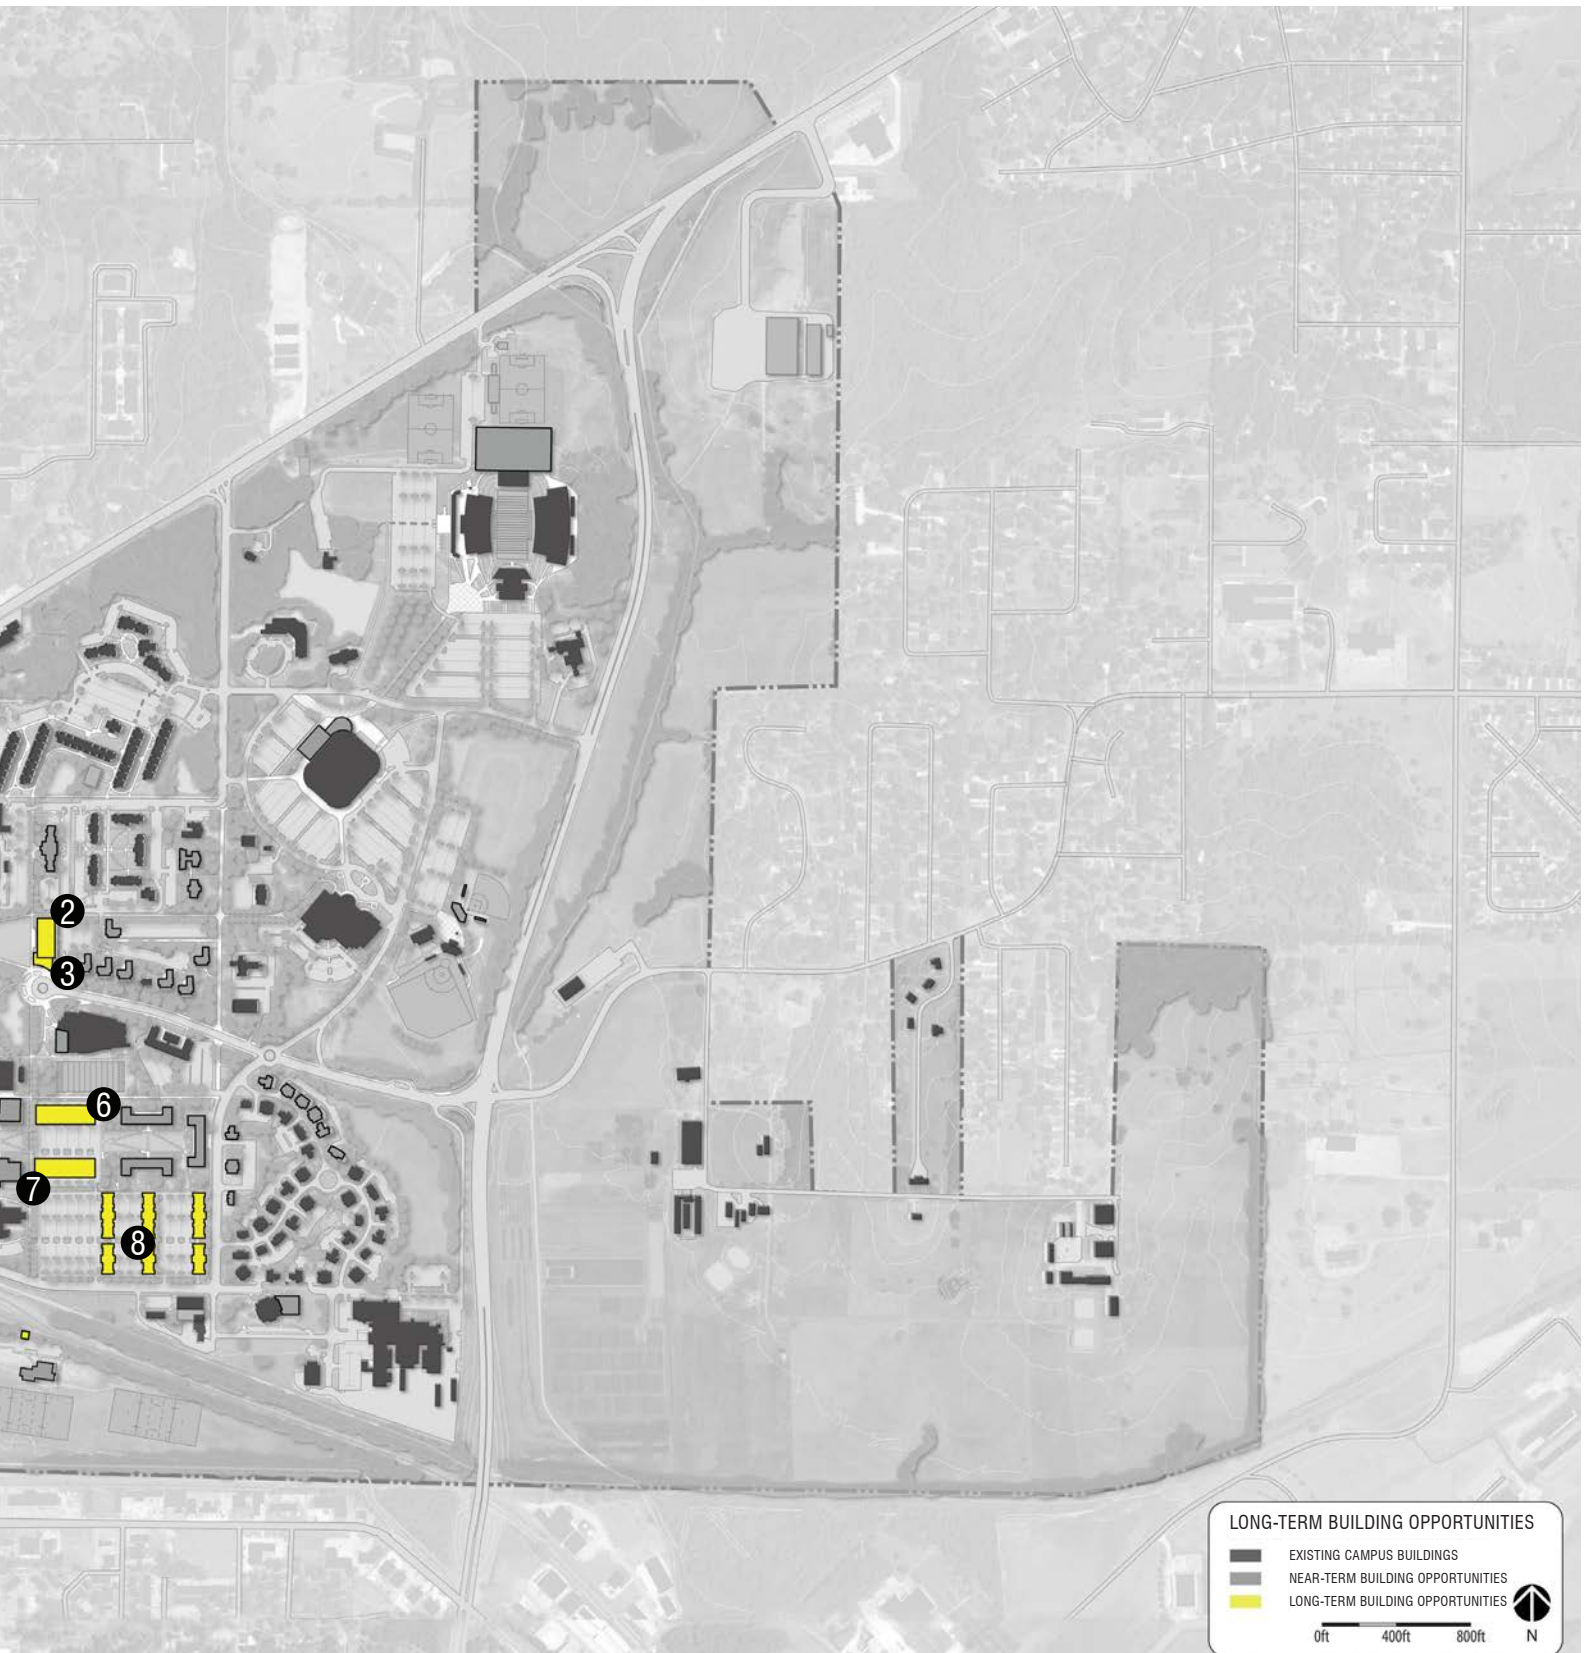 2
3
6
7
8
LONG-TERM BUILDING OPPORTUNITIES
EXISTING CAMPUS BUILDINGS
NEAR-TERM BUILDING OPPORTUNITIES
LONG-TERM BUILDING OPPORTUNITIES
0ft 400ft 800ft N